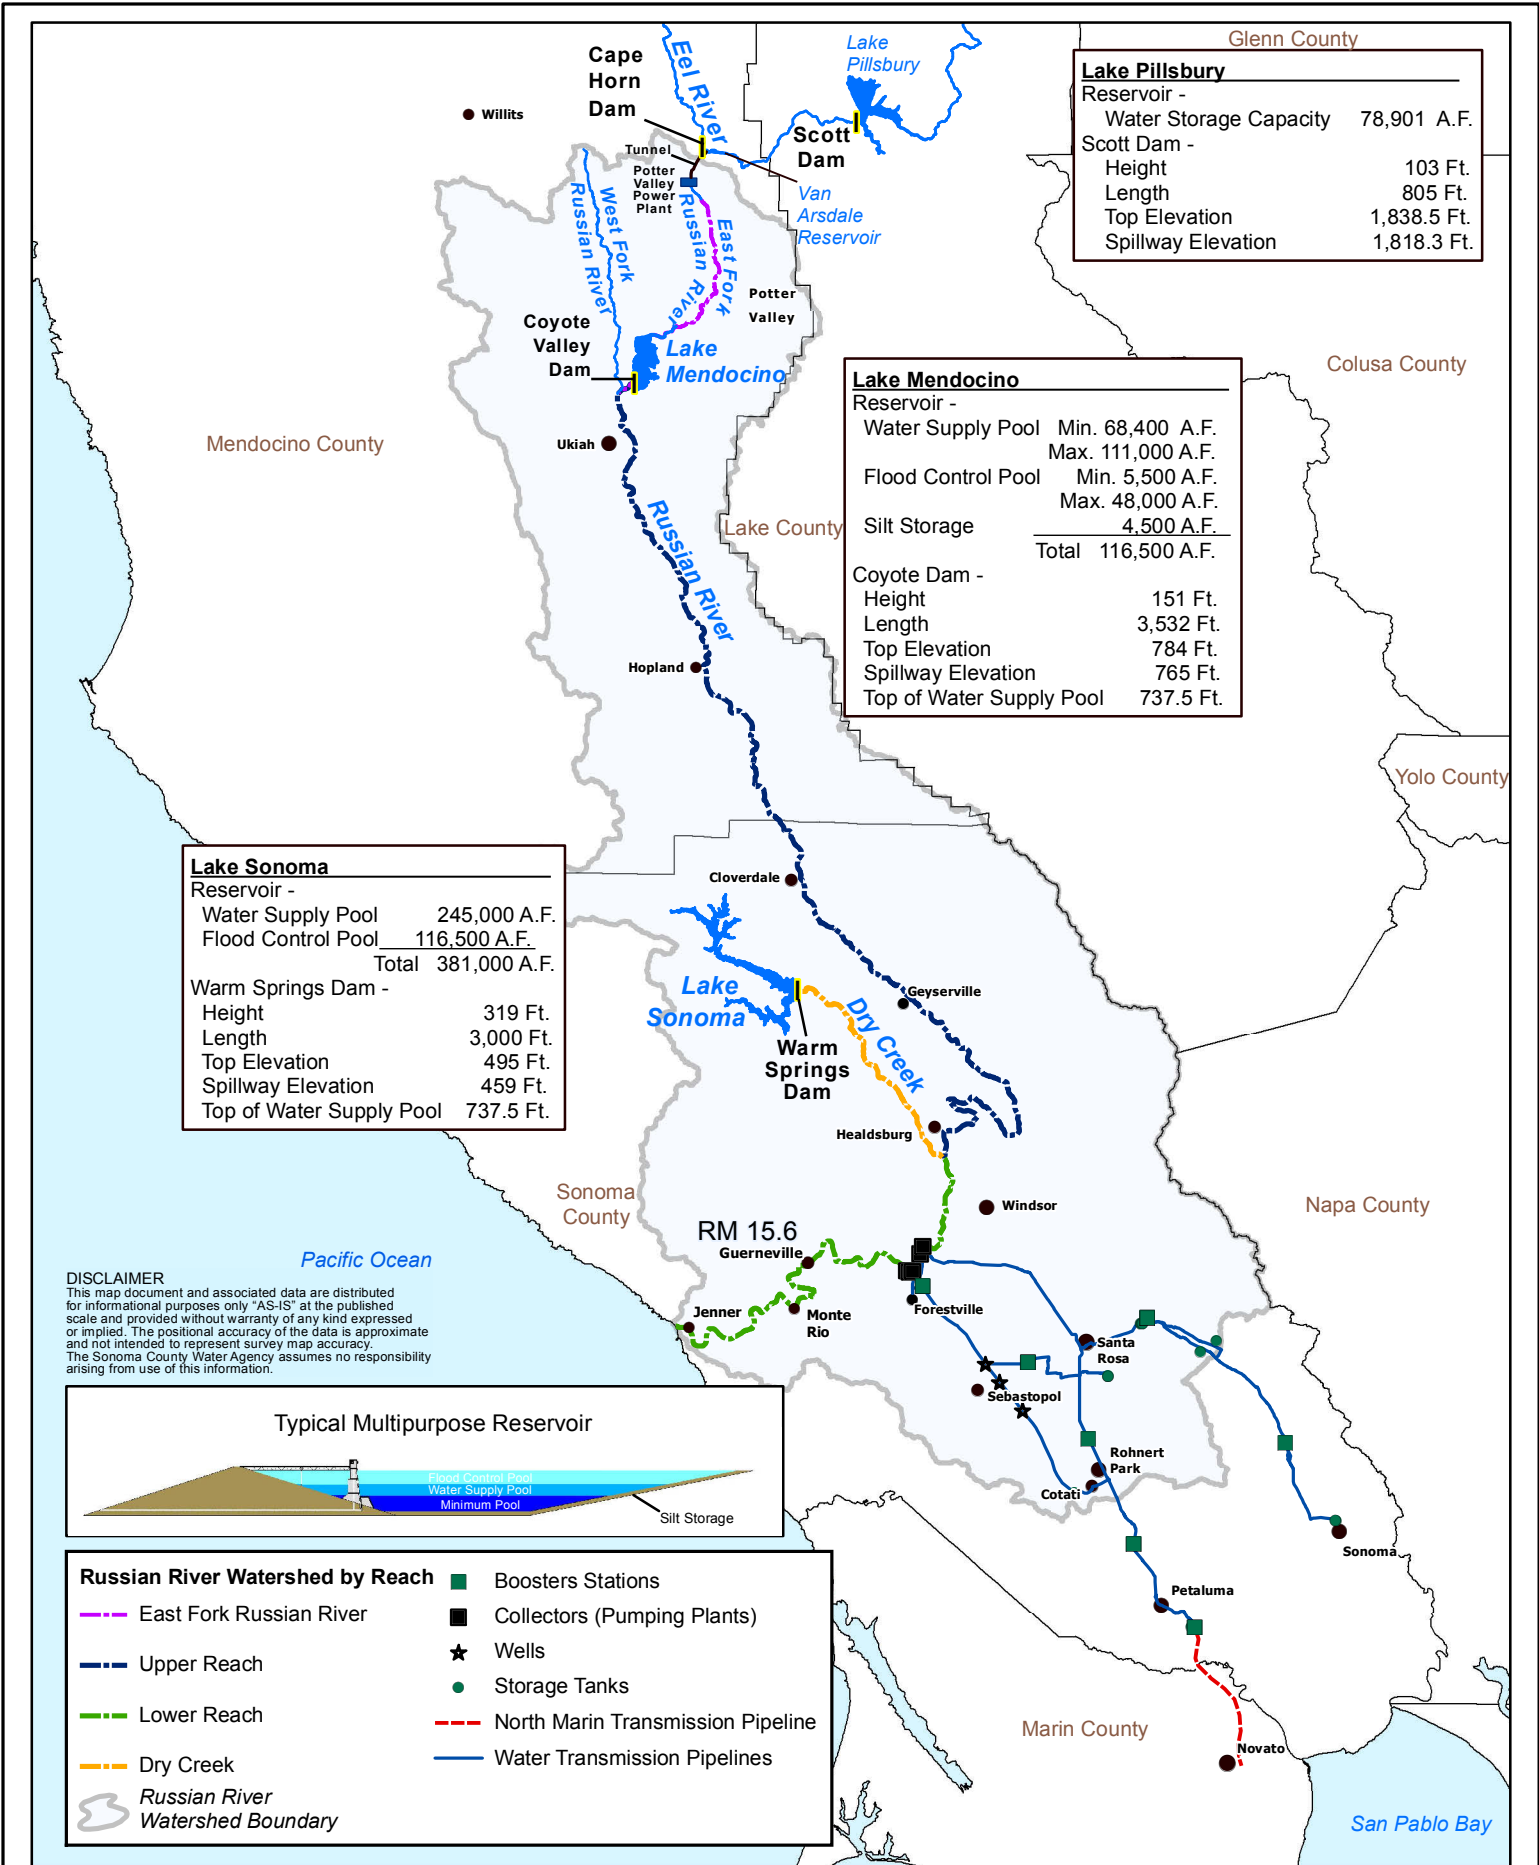 Glenn County
Cape
Horn
Dam
Eel River
Lake
Pillsbury
Scott
Dam
Willits
Tunnel
Potter
Valley
Power
Plant
Van
Arsdale
Reservoir
West Fork
Russian River
East Fork
Russian River
Potter
Valley
Coyote
Valley
Dam
Lake
Mendocino
Lake Pillsbury
Reservoir -
Water Storage Capacity 78,901 A.F.
Scott Dam -
Height 103 Ft.
Length 805 Ft.
Top Elevation 1,838.5 Ft.
Spillway Elevation 1,818.3 Ft.
Colusa County
Mendocino County
Ukiah
Lake County
Russian River
Hopland
Lake Mendocino
Reservoir -
Water Supply Pool Min. 68,400 A.F.
Max. 111,000 A.F.
Flood Control Pool Min. 5,500 A.F.
Max. 48,000 A.F.
Silt Storage 4,500 A.F.
Total 116,500 A.F.
Coyote Dam -
Height 151 Ft.
Length 3,532 Ft.
Top Elevation 784 Ft.
Spillway Elevation 765 Ft.
Top of Water Supply Pool 737.5 Ft.
Yolo County
Lake Sonoma
Reservoir -
Water Supply Pool 245,000 A.F.
Flood Control Pool 116,500 A.F.
Total 381,000 A.F.
Warm Springs Dam -
Height 319 Ft.
Length 3,000 Ft.
Top Elevation 495 Ft.
Spillway Elevation 459 Ft.
Top of Water Supply Pool 737.5 Ft.
Cloverdale
Lake
Sonoma
Geyserville
Dry Creek
Warm
Springs
Dam
Healdsburg
Sonoma
County
Windsor
Napa County
RM 15.6
Guerneville
Pacific Ocean
Jenner
Monte
Rio
Forestville
Santa
Rosa
Sebastopol
Rohnert
Park
Cotati
Sonoma
Petaluma
Marin County
Novato
San Pablo Bay
DISCLAIMER
This map document and associated data are distributed
for informational purposes only "AS-IS" at the published
scale and provided without warranty of any kind expressed
or implied. The positional accuracy of the data is approximate
and not intended to represent survey map accuracy.
The Sonoma County Water Agency assumes no responsibility
arising from use of this information.
Typical Multipurpose Reservoir
Flood Control Pool
Water Supply Pool
Minimum Pool
Silt Storage
Russian River Watershed by Reach
East Fork Russian River
Upper Reach
Lower Reach
Dry Creek
Russian River
Watershed Boundary
Boosters Stations
Collectors (Pumping Plants)
Wells
Storage Tanks
North Marin Transmission Pipeline
Water Transmission Pipelines